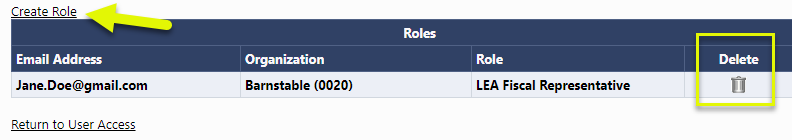 Create Role
Roles
Email Address Organization Role Delete
Jane.Doe@gmail.com Barnstable (0020) LEA Fiscal Representative
Return to User Access